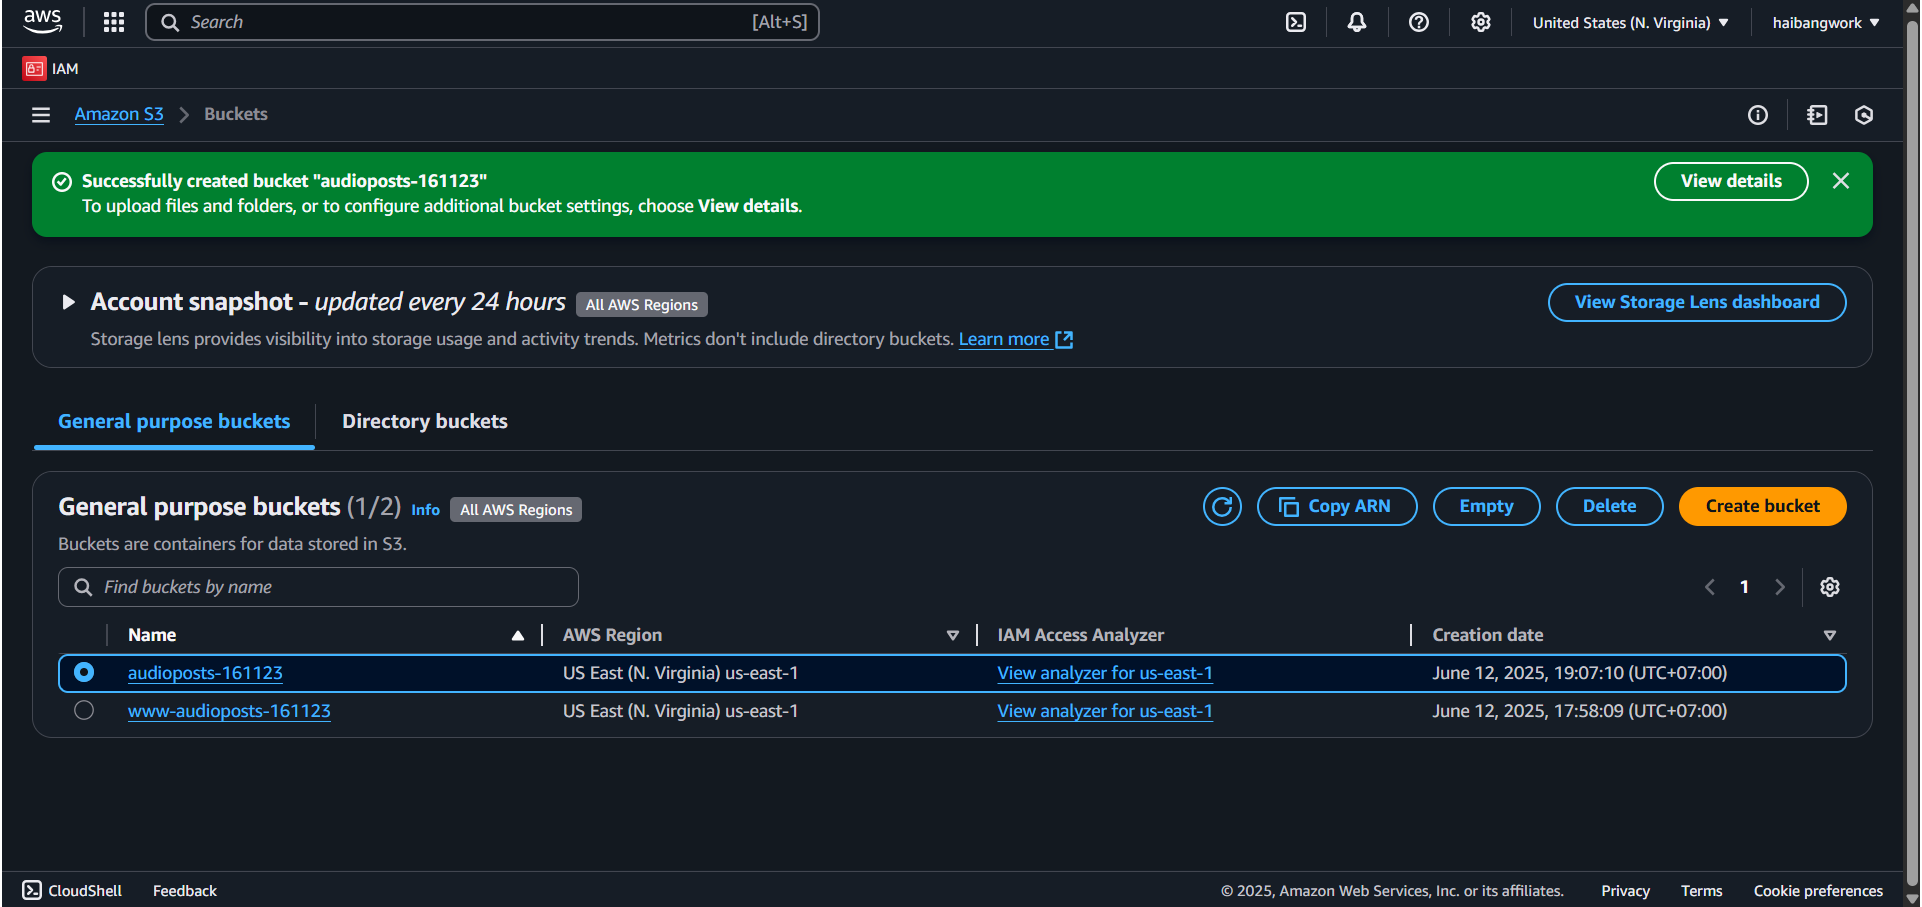 aws
Search [Alt+S]
United States (N. Virginia)
haibangwork
IAM
Amazon S3 Buckets
Successfully created bucket "audioposts-161123"
To upload files and folders, or to configure additional bucket settings, choose View details.
View details
Account snapshot - updated every 24 hours All AWS Regions
View Storage Lens dashboard
Storage lens provides visibility into storage usage and activity trends. Metrics don't include directory buckets. Learn more
General purpose buckets Directory buckets
General purpose buckets (1/2) Info All AWS Regions
Copy ARN Empty Delete Create bucket
Buckets are containers for data stored in S3.
Find buckets by name
1
Name AWS Region IAM Access Analyzer Creation date
audioposts-161123 US East (N. Virginia) us-east-1 View analyzer for us-east-1 June 12, 2025, 19:07:10 (UTC+07:00)
www-audioposts-161123 US East (N. Virginia) us-east-1 View analyzer for us-east-1 June 12, 2025, 17:58:09 (UTC+07:00)
CloudShell Feedback © 2025, Amazon Web Services, Inc. or its affiliates. Privacy Terms Cookie preferences